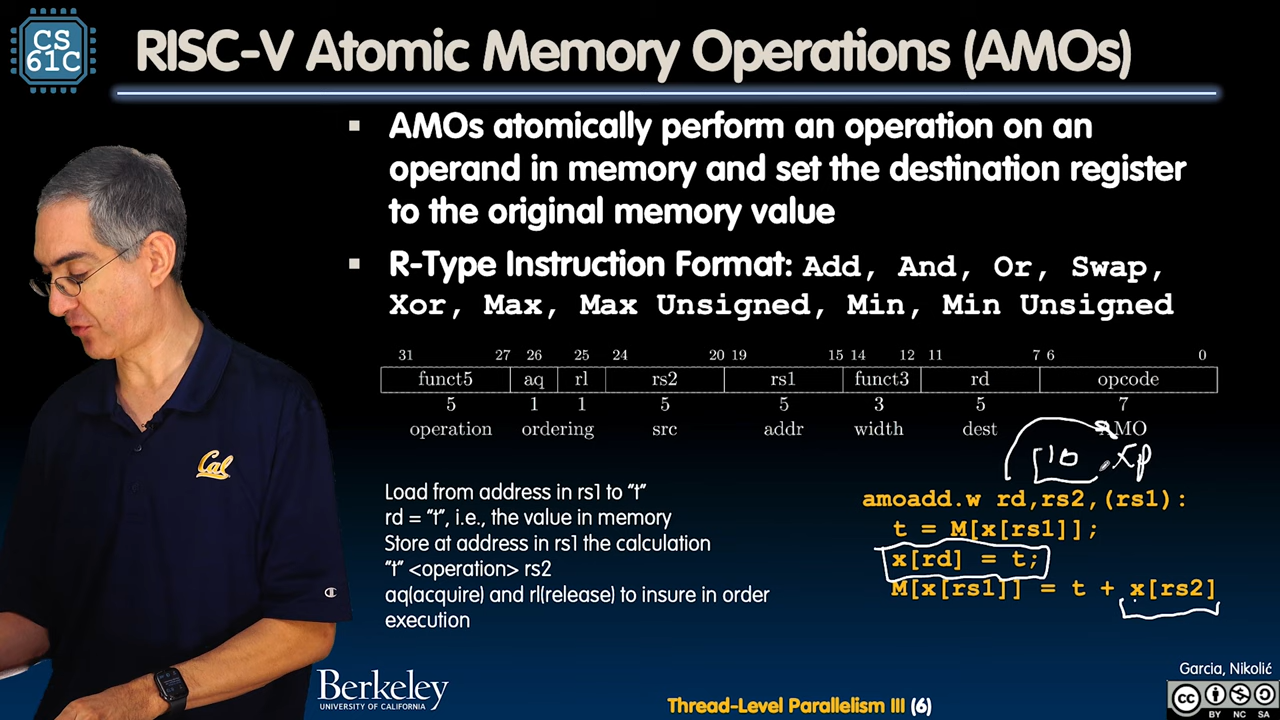 CS
61C
RISC-V Atomic Memory Operations (AMOs)
▪ AMOs atomically perform an operation on an
operand in memory and set the destination register
to the original memory value
▪ R-Type Instruction Format: Add, And, Or, Swap,
Xor, Max, Max Unsigned, Min, Min Unsigned
31 27 26 25 24 20 19 15 14 12 11 7 6 0
funct5 aq rl rs2 rs1 funct3 rd opcode
5 1 1 5 5 3 5 7
operation ordering src addr width dest AMO
10
Load from address in rs1 to "t"
rd = "t", i.e., the value in memory
Store at address in rs1 the calculation
"t" <operation> rs2
aq(acquire) and rl(release) to insure in order
execution
amoadd.w rd,rs2,(rs1):
t = M[x[rs1]];
x[rd] = t;
M[x[rs1]] = t + x[rs2]
Cal
Berkeley
UNIVERSITY OF CALIFORNIA
Thread-Level Parallelism III (6)
Garcia, Nikolić
cc
BY NC SA